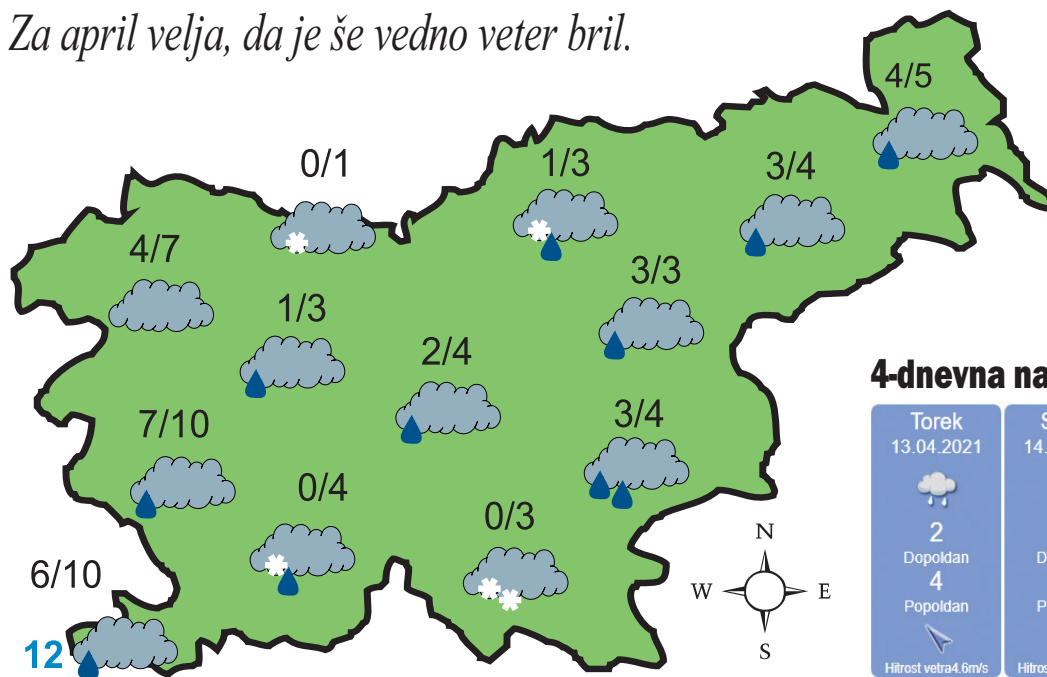 Za april velja, da je še vedno veter bril.
4/5
0/1
1/3
3/4
4/7
3/3
1/3
2/4
7/10
3/4
0/4
0/3
6/10
12
N
W
E
S
4-dnevna na
Torek
13.04.2021
2
Dopoldan
4
Popoldan
Hitrost vetra4.6m/s
S
14.
D
P
Hitros